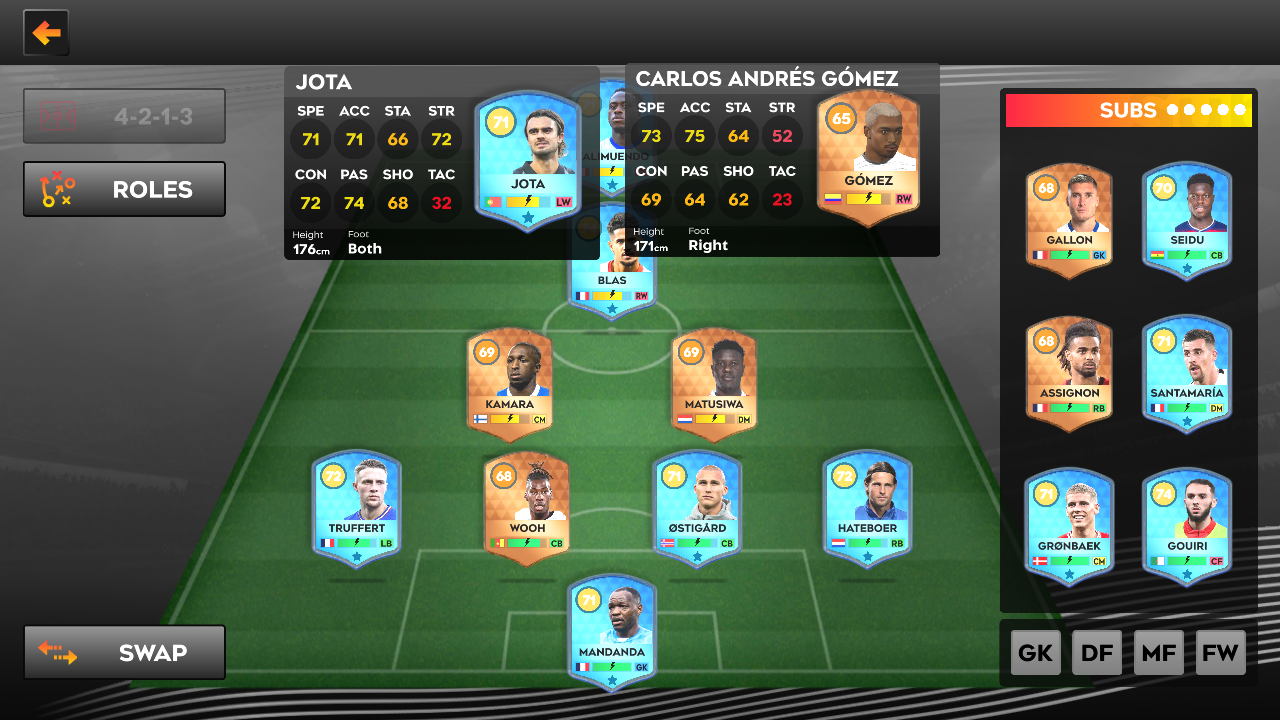 4-2-1-3
ROLES
SWAP
JOTA
SPE ACC STA STR
71 71 66 72
CON PAS SHO TAC
72 74 68 32
Height Foot
176cm Both
71
JOTA
LW
CARLOS ANDRÉS GÓMEZ
SPE ACC STA STR
73 75 64 52
CON PAS SHO TAC
69 64 62 23
Height Foot
171cm Right
65
GÓMEZ
RW
BLAS
RW
69
KAMARA
CM
69
MATUSIWA
DM
72
TRUFFERT
LB
68
WOOH
CB
71
ØSTIGÅRD
CB
72
HATEBOER
RB
71
MANDANDA
GK
SUBS
68
GALLON
GK
70
SEIDU
CB
68
ASSIGNON
RB
71
SANTAMARÍA
DM
71
GRØNBAEK
CM
74
GOUIRI
CF
GK DF MF FW